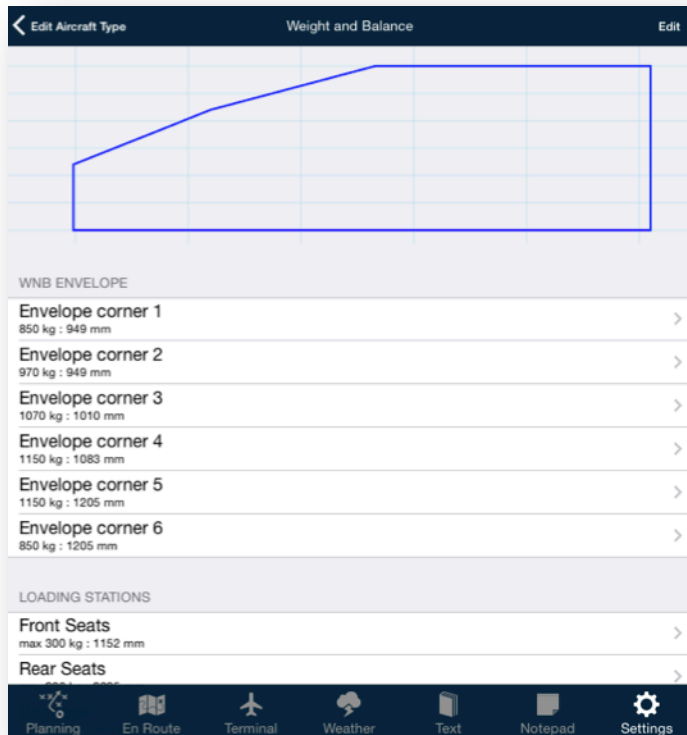 Edit Aircraft Type
Weight and Balance
Edit
WNB ENVELOPE
Envelope corner 1
850 kg : 949 mm
Envelope corner 2
970 kg : 949 mm
Envelope corner 3
1070 kg : 1010 mm
Envelope corner 4
1150 kg : 1083 mm
Envelope corner 5
1150 kg : 1205 mm
Envelope corner 6
850 kg : 1205 mm
LOADING STATIONS
Front Seats
max 300 kg : 1152 mm
Rear Seats
Planning
En Route
Terminal
Weather
Text
Notepad
Settings